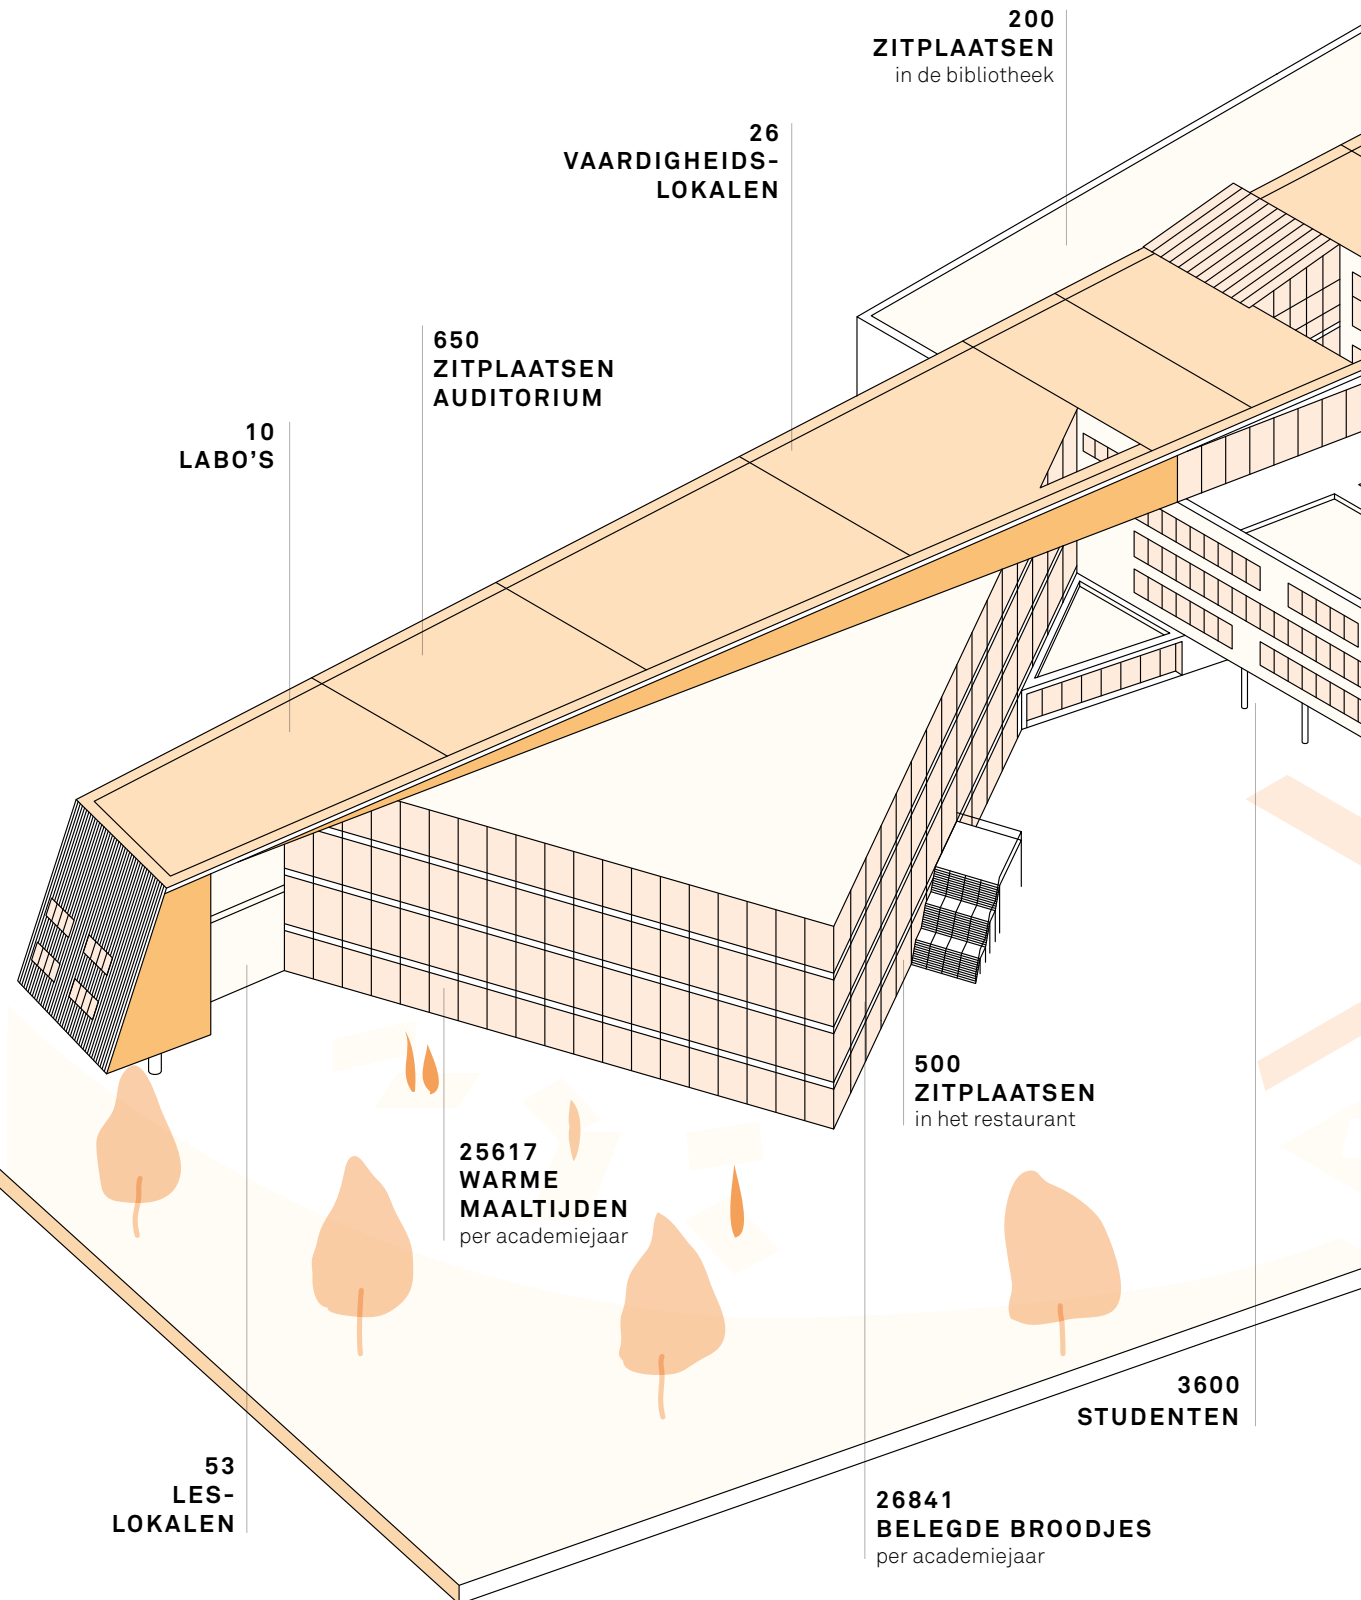 200
ZITPLAATSEN
in de bibliotheek
26
VAARDIGHEIDS-
LOKALEN
650
ZITPLAATSEN
AUDITORIUM
10
LABO’S
500
ZITPLAATSEN
in het restaurant
25617
WARME
MAALTIJDEN
per academiejaar
3600
STUDENTEN
53
LES-
LOKALEN
26841
BELEGDE BROODJES
per academiejaar